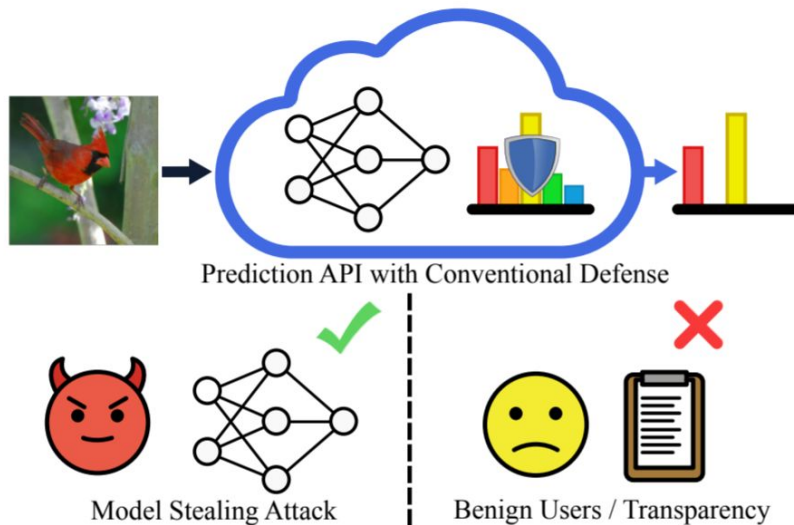 Prediction API with Conventional Defense
Model Stealing Attack
Benign Users / Transparency